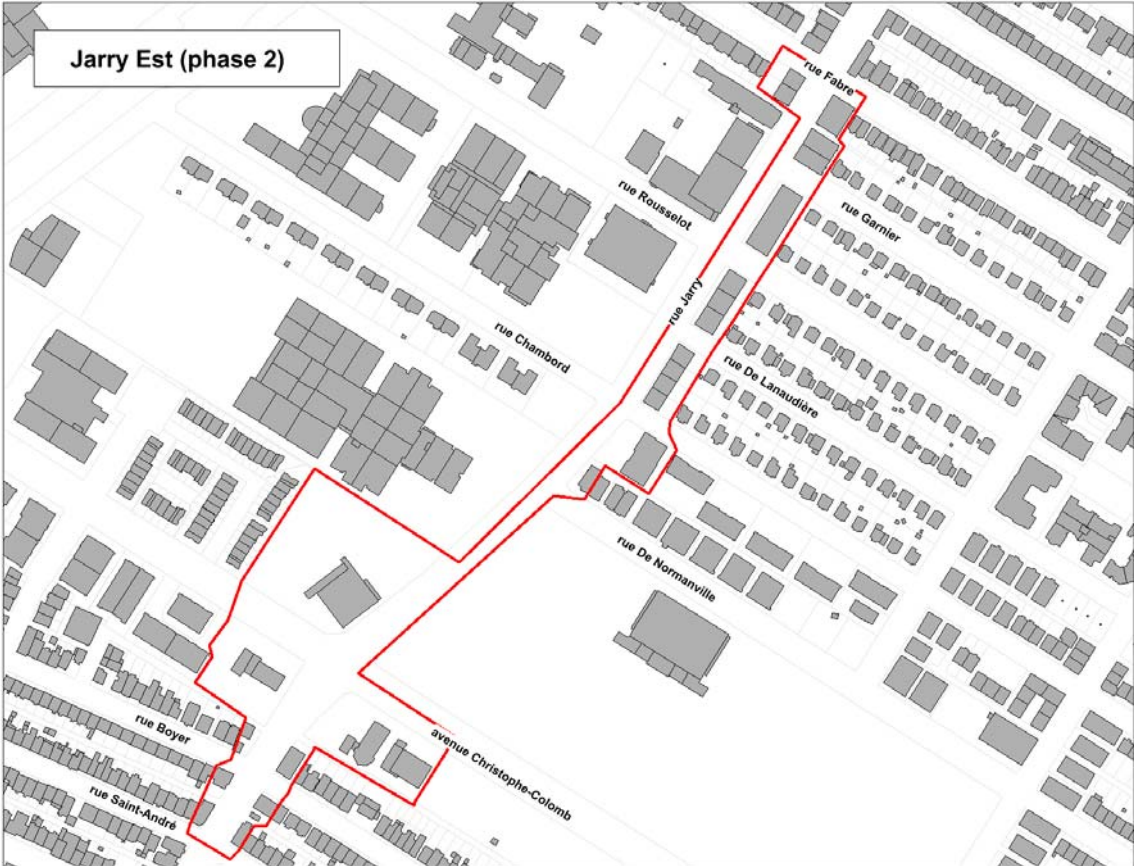 Jarry Est (phase 2)
rue Fabre
rue Rousselot
rue Garnier
rue Jarry
rue Chambord
rue De Lanaudière
rue De Normanville
rue Boyer
avenue Christophe-Colomb
rue Saint-André